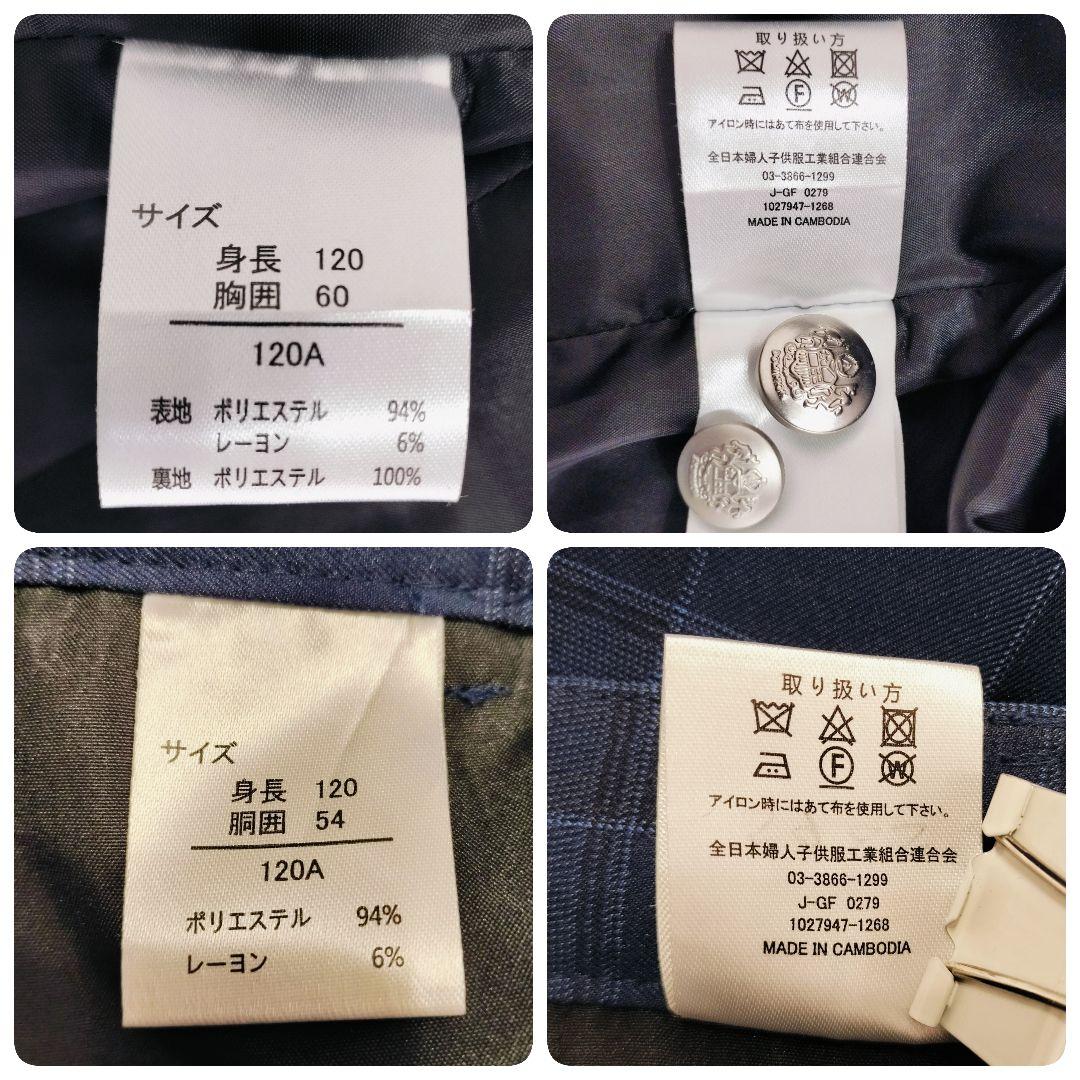 サイズ
身長 120
胸囲 60
120A
表地 ポリエステル 94%
レーヨン 6%
裏地 ポリエステル 100%
取り扱い方
F W
アイロン時にはあて布を使用して下さい。
全日本婦人子供服工業組合連合会
03-3866-1299
J-GF 0279
1027947-1268
MADE IN CAMBODIA
サイズ
身長 120
胴囲 54
120A
ポリエステル 94%
レーヨン 6%
取り扱い方
F W
アイロン時にはあて布を使用して下さい。
全日本婦人子供服工業組合連合会
03-3866-1299
J-GF 0279
1027947-1268
MADE IN CAMBODIA